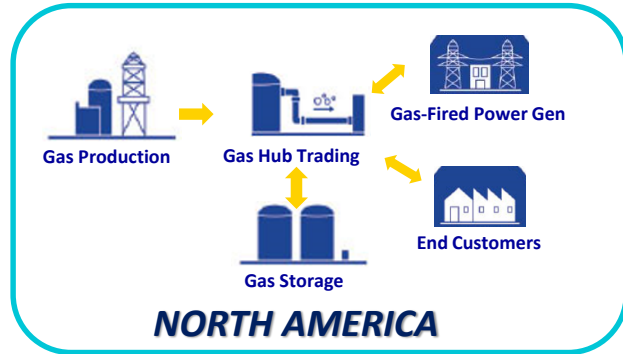 Gas-Fired Power Gen
Gas Production
Gas Hub Trading
End Customers
Gas Storage
NORTH AMERICA